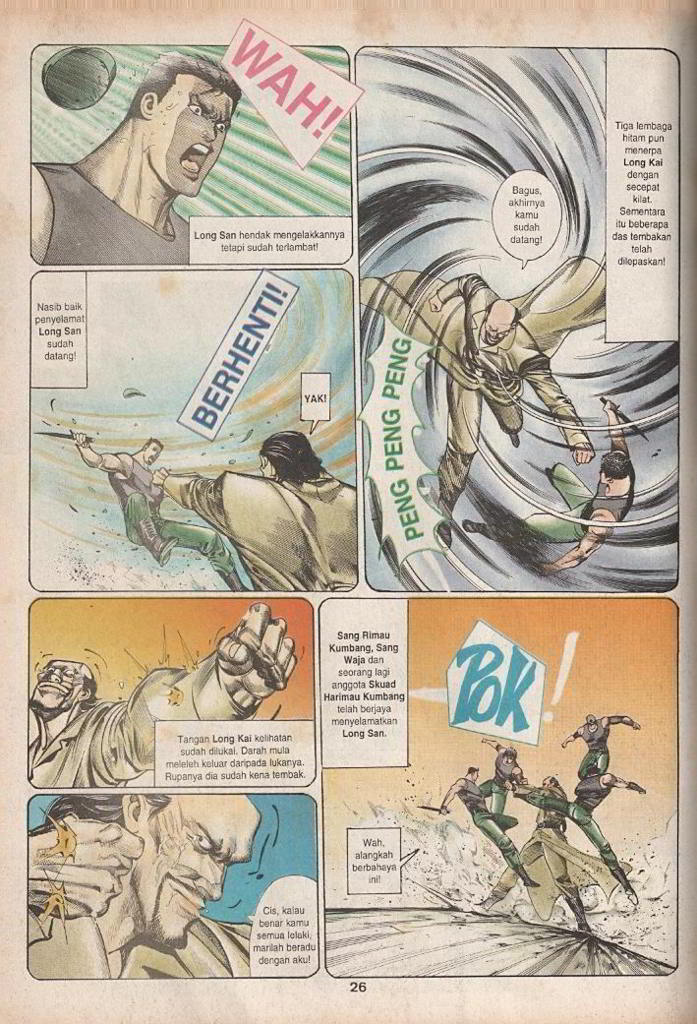 WAH!
Long San hendak mengelakkannya
tetapi sudah terlambat!
Tiga lembaga
hitam pun
menerpa
Long Kai
dengan
secepat
kilat.
Sementara
itu beberapa
das tembakan
telah
dilepaskan!
Bagus,
akhirnya
kamu
sudah
datang!
PENG PENG PENG PENG
Nasib baik
penyelamat
Long San
sudah
datang!
BERHENTI!
YAK!
Tangan Long Kai kelihatan
sudah dilukai. Darah mula
meleleh keluar daripada lukanya.
Rupanya dia sudah kena tembak.
Cis, kalau
benar kamu
semua lelaki,
marilah beradu
dengan aku!
Sang Rimau
Kumbang, Sang
Waja dan
seorang lagi
anggota Skuad
Harimau Kumbang
telah berjaya
menyelamatkan
Long San.
POK!
Wah,
alangkah
berbahaya
ini!
26